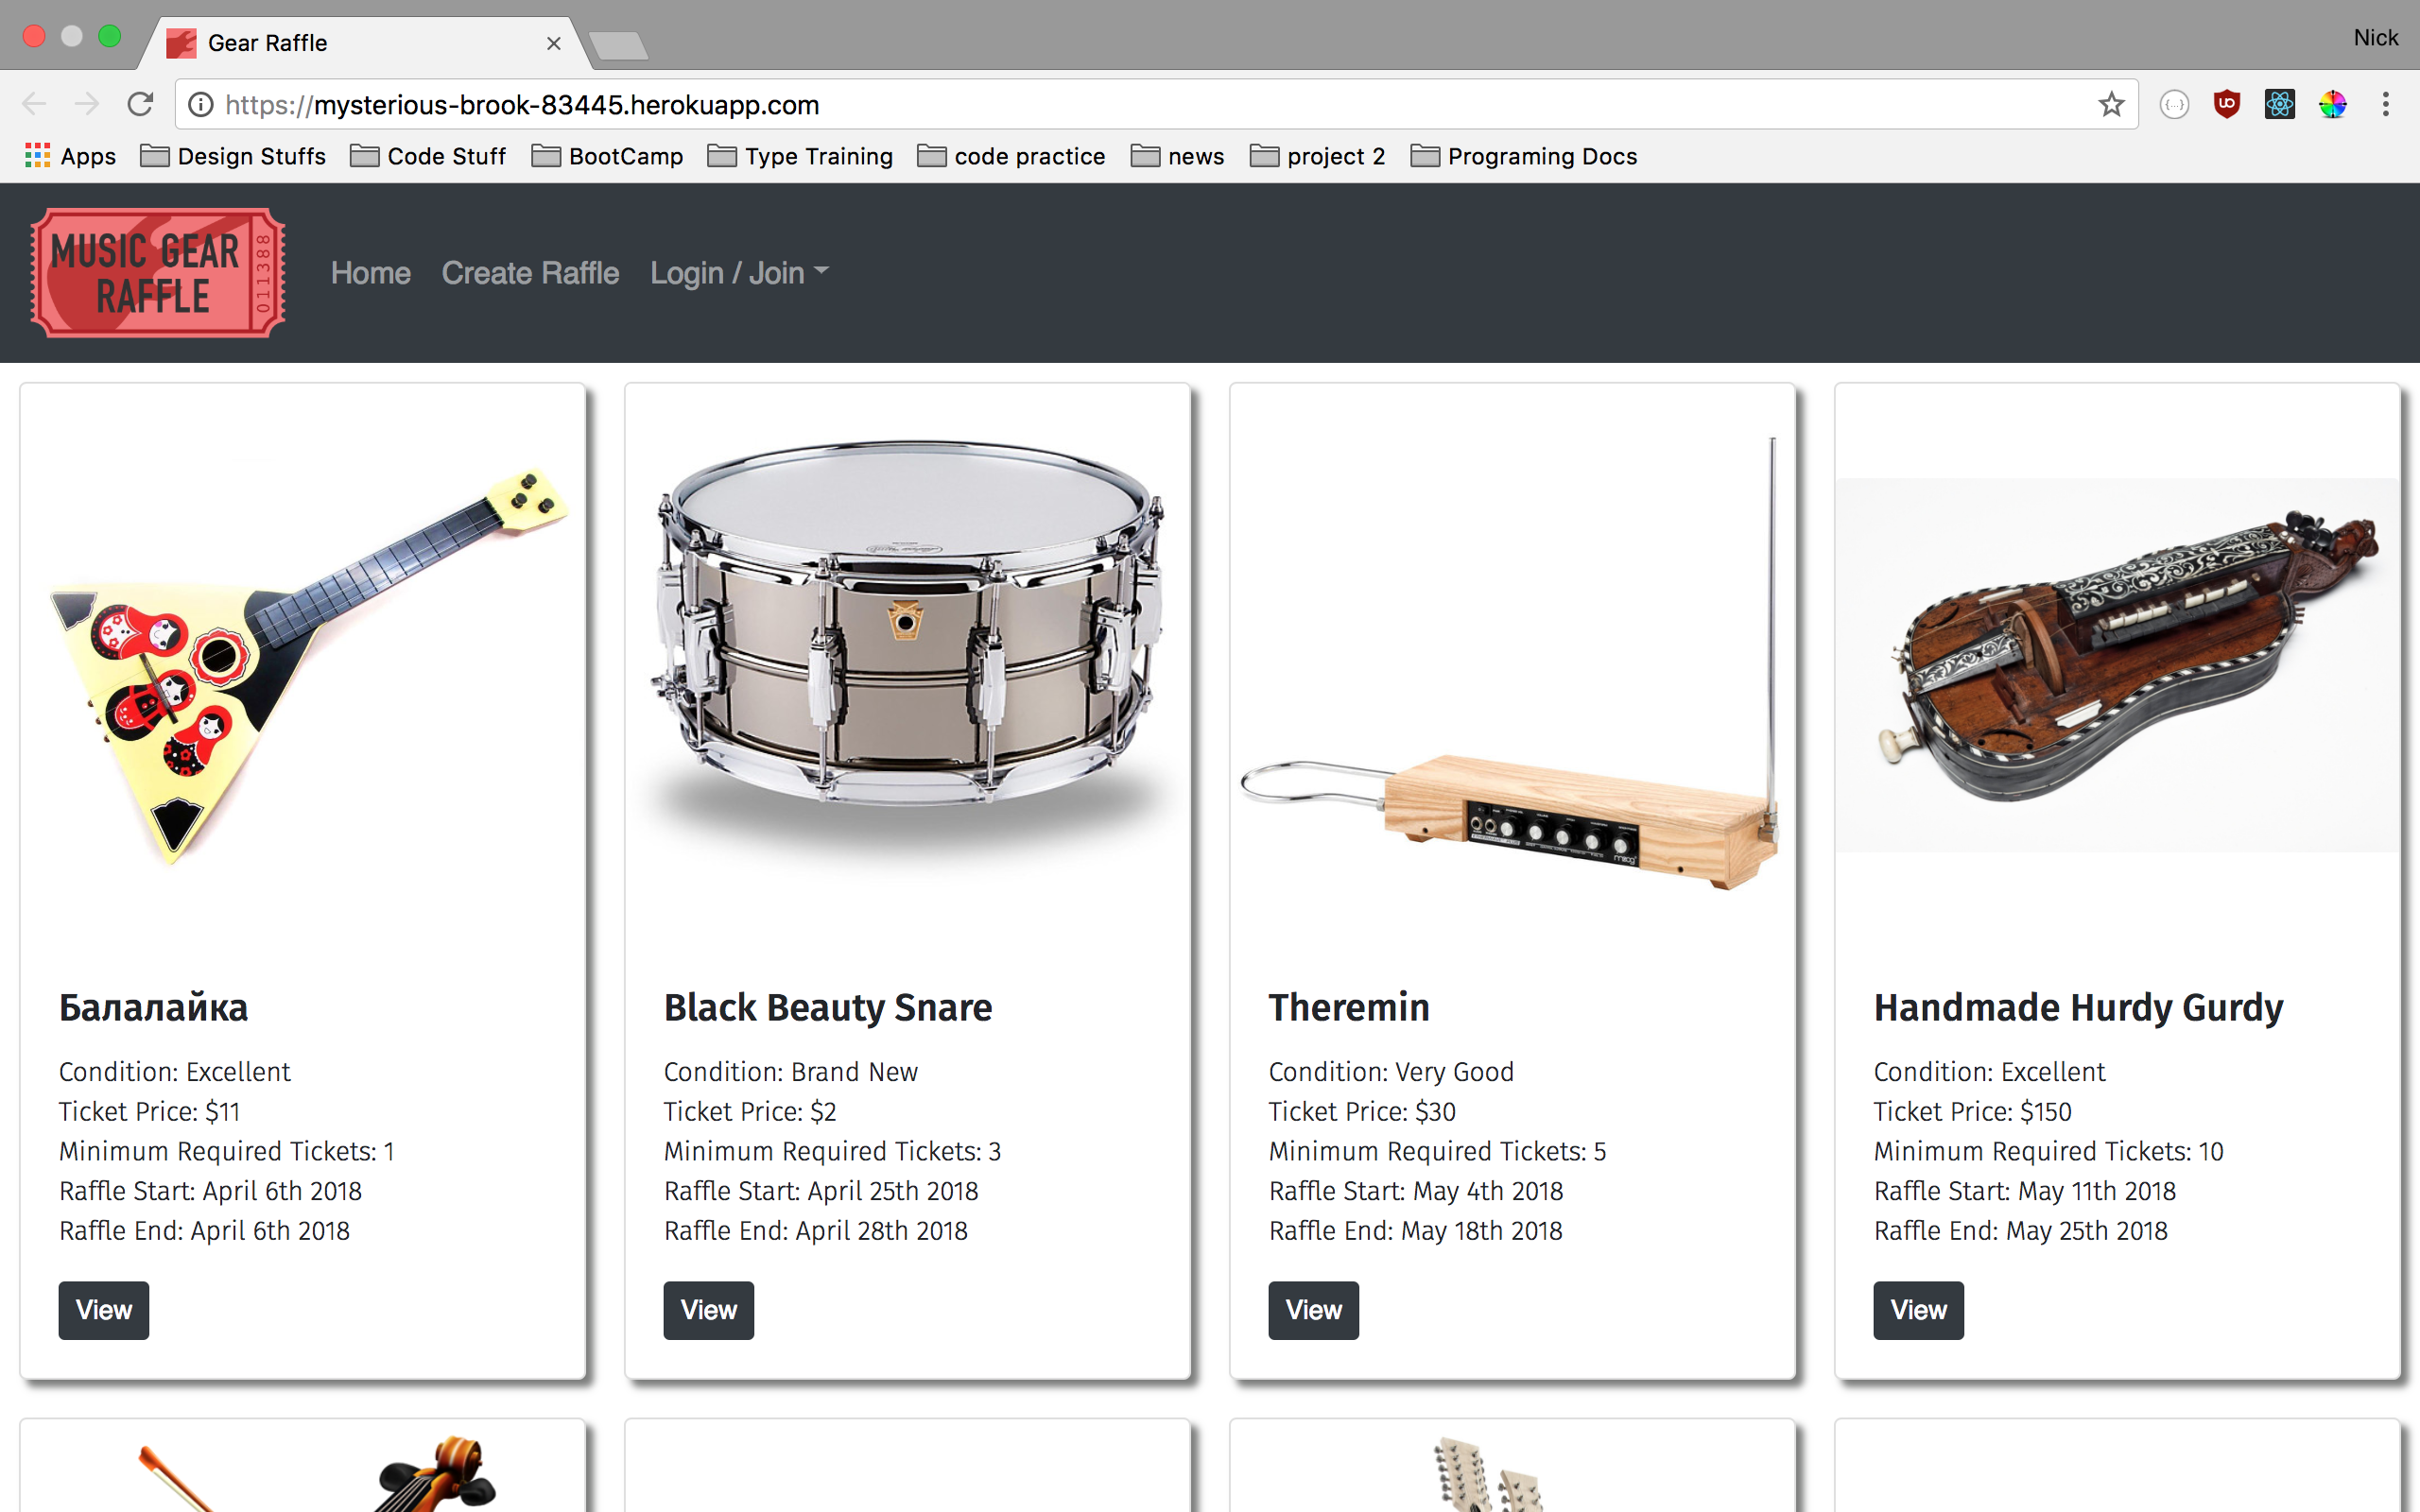 Gear Raffle
Nick
https://mysterious-brook-83445.herokuapp.com
Apps Design Stuffs Code Stuff BootCamp Type Training code practice news project 2 Programing Docs
MUSIC GEAR
RAFFLE
011388
Home Create Raffle Login / Join
Балалайка
Condition: Excellent
Ticket Price: $11
Minimum Required Tickets: 1
Raffle Start: April 6th 2018
Raffle End: April 6th 2018
View
Black Beauty Snare
Condition: Brand New
Ticket Price: $2
Minimum Required Tickets: 3
Raffle Start: April 25th 2018
Raffle End: April 28th 2018
View
moog
Theremin
Condition: Very Good
Ticket Price: $30
Minimum Required Tickets: 5
Raffle Start: May 4th 2018
Raffle End: May 18th 2018
View
Handmade Hurdy Gurdy
Condition: Excellent
Ticket Price: $150
Minimum Required Tickets: 10
Raffle Start: May 11th 2018
Raffle End: May 25th 2018
View